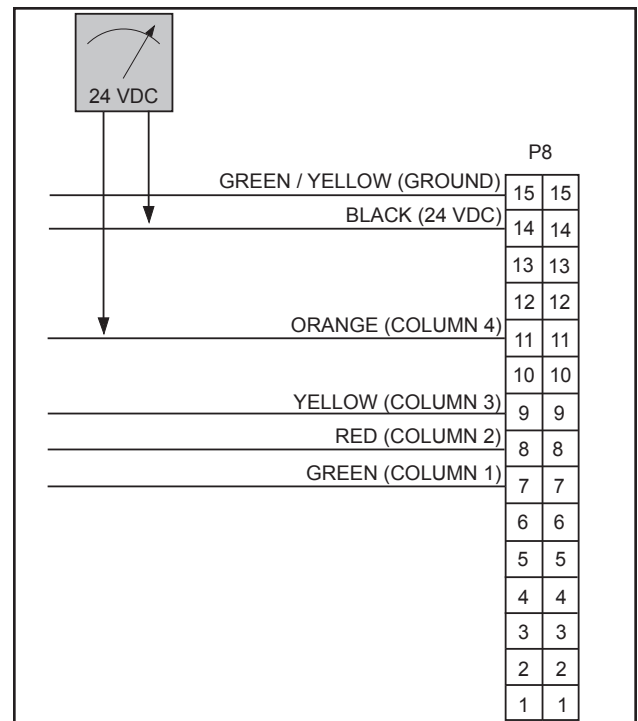 24 VDC
P8
GREEN / YELLOW (GROUND) 15 15
BLACK (24 VDC) 14 14
13 13
12 12
ORANGE (COLUMN 4) 11 11
10 10
YELLOW (COLUMN 3) 9 9
RED (COLUMN 2) 8 8
GREEN (COLUMN 1) 7 7
6 6
5 5
4 4
3 3
2 2
1 1